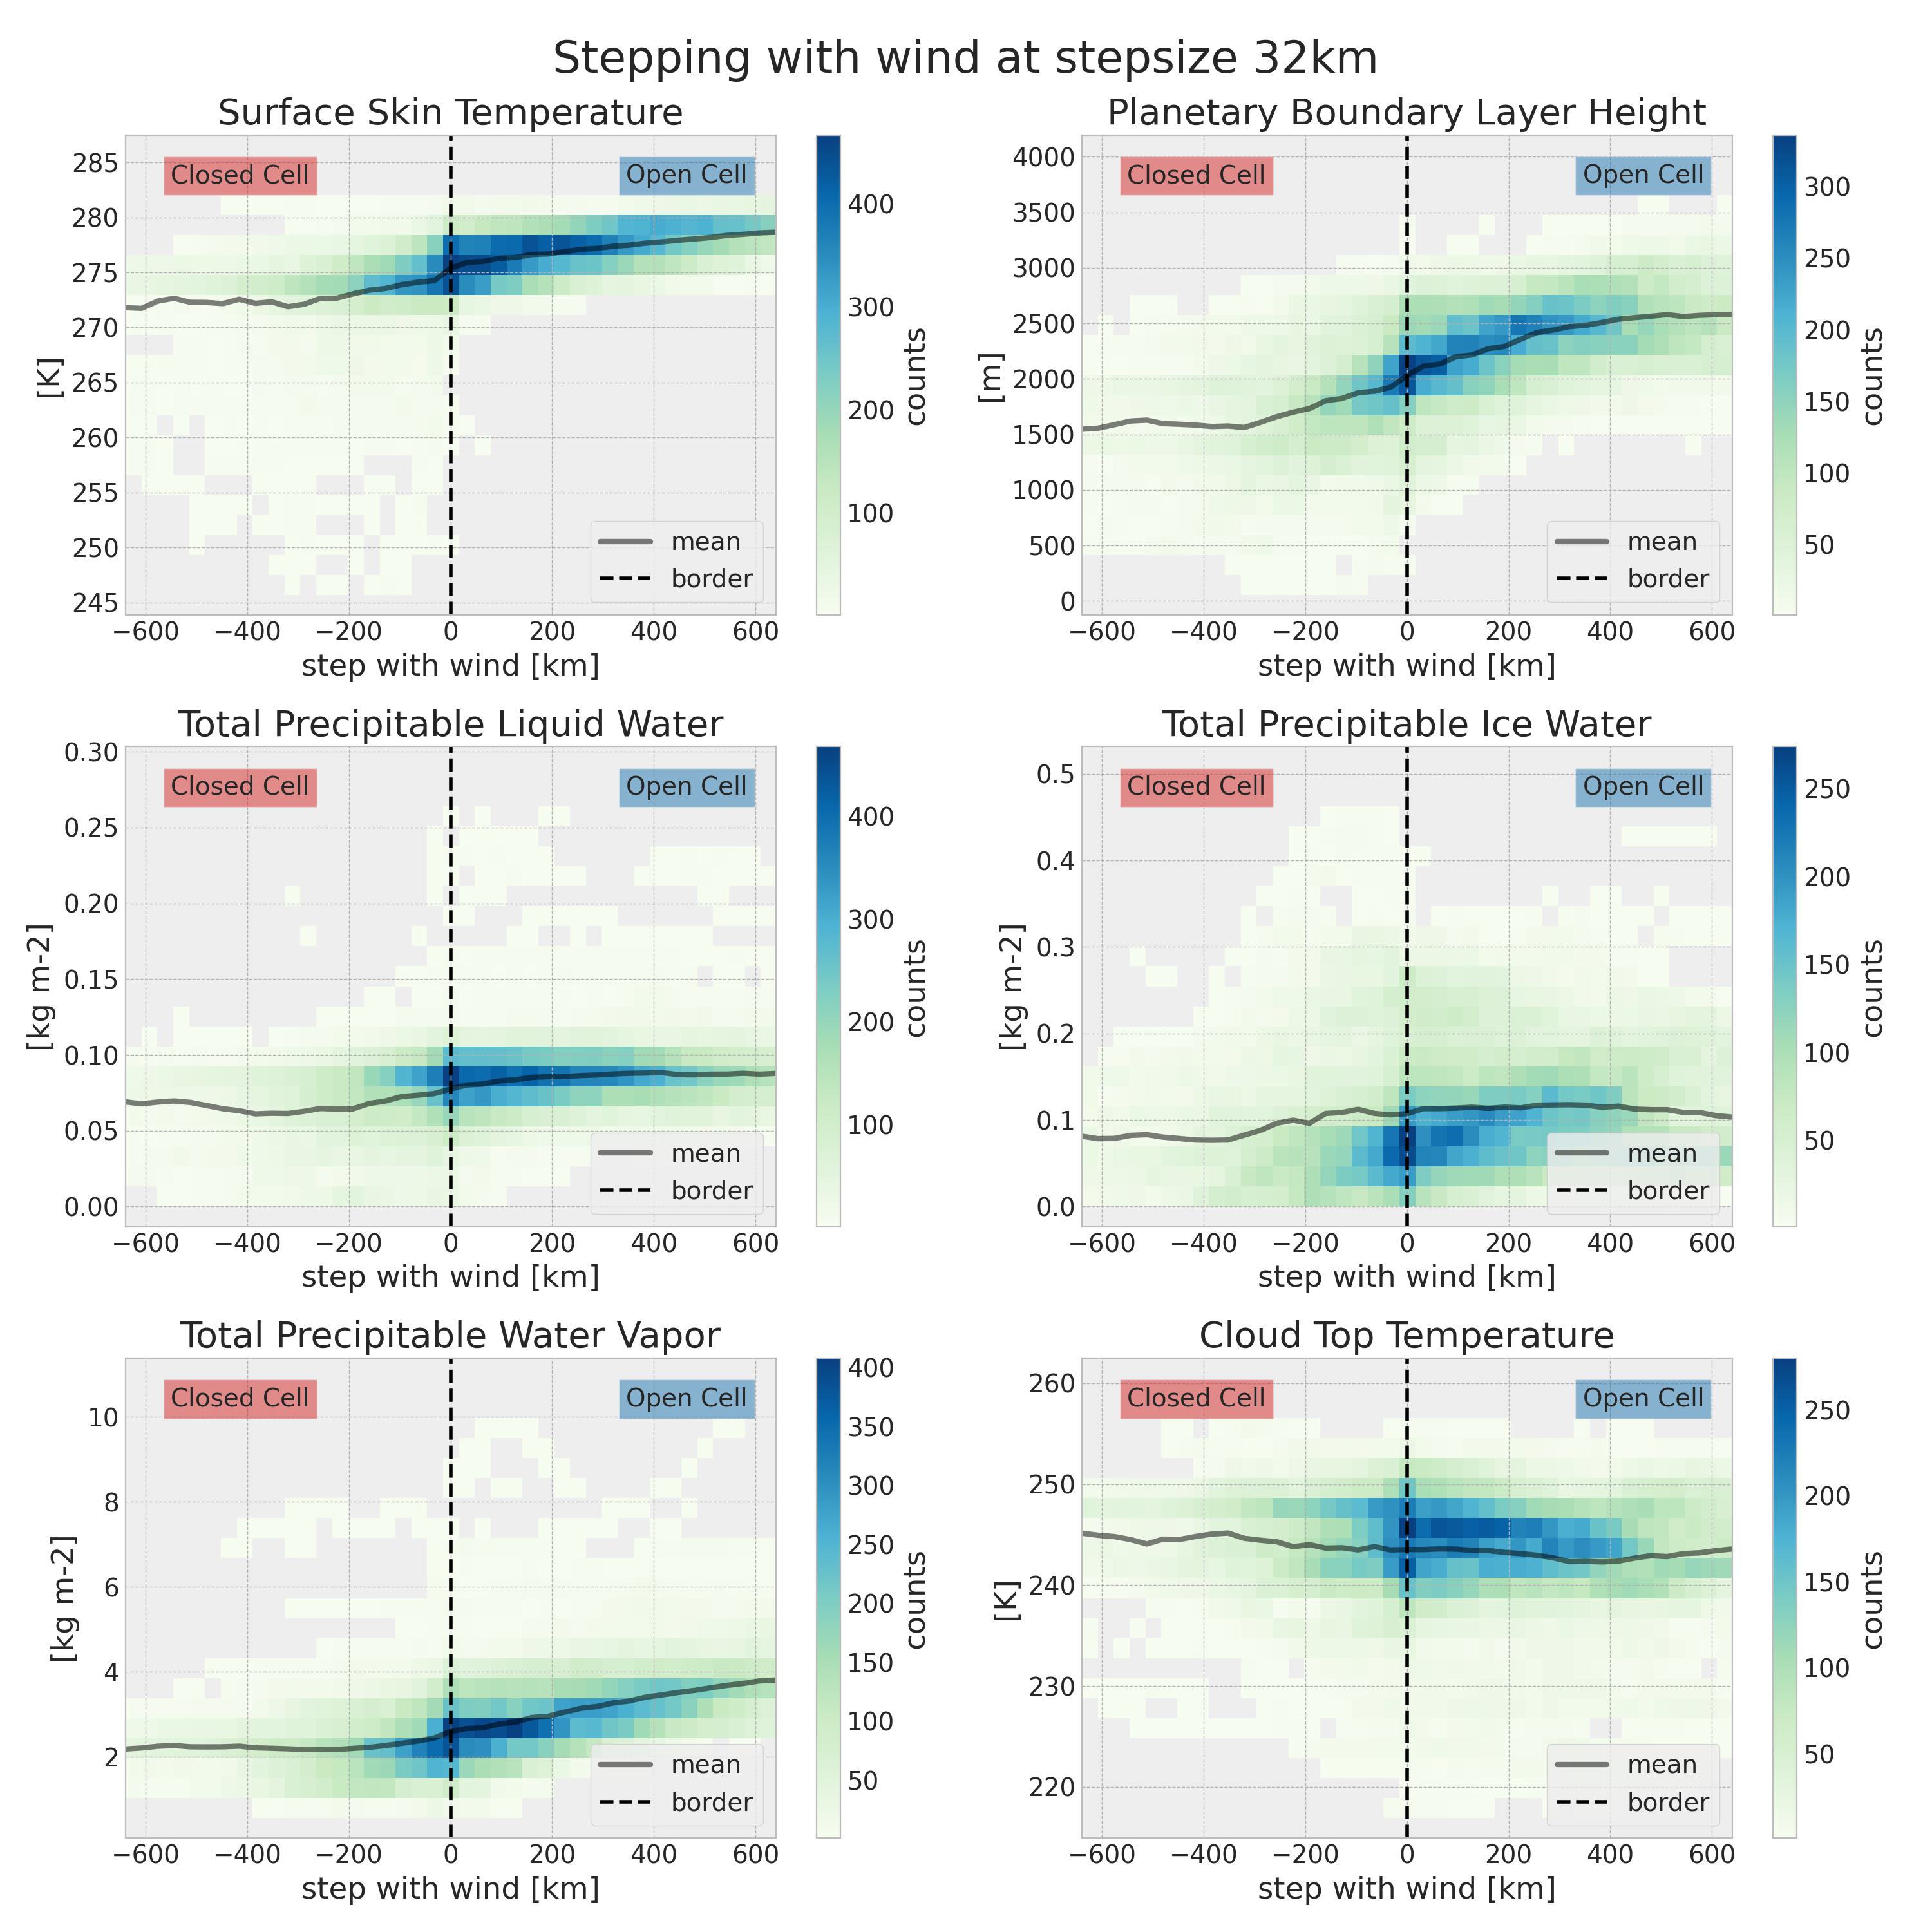 Stepping with wind at stepsize 32km
Surface Skin Temperature
285
280
275
270
265
260
255
250
245
[K]
Closed Cell
Open Cell
mean
border
−600 −400 −200 0 200 400 600
step with wind [km]
400
300
200
100
counts
Planetary Boundary Layer Height
4000
3500
3000
2500
2000
1500
1000
500
0
[m]
Closed Cell
Open Cell
mean
border
−600 −400 −200 0 200 400 600
step with wind [km]
300
250
200
150
100
50
counts
Total Precipitable Liquid Water
0.30
0.25
0.20
0.15
0.10
0.05
0.00
[kg m-2]
Closed Cell
Open Cell
mean
border
−600 −400 −200 0 200 400 600
step with wind [km]
400
300
200
100
counts
Total Precipitable Ice Water
0.5
0.4
0.3
0.2
0.1
0.0
[kg m-2]
Closed Cell
Open Cell
mean
border
−600 −400 −200 0 200 400 600
step with wind [km]
250
200
150
100
50
counts
Total Precipitable Water Vapor
10
8
6
4
2
[kg m-2]
Closed Cell
Open Cell
mean
border
−600 −400 −200 0 200 400 600
step with wind [km]
400
350
300
250
200
150
100
50
counts
Cloud Top Temperature
260
250
240
230
220
[K]
Closed Cell
Open Cell
mean
border
−600 −400 −200 0 200 400 600
step with wind [km]
250
200
150
100
50
counts